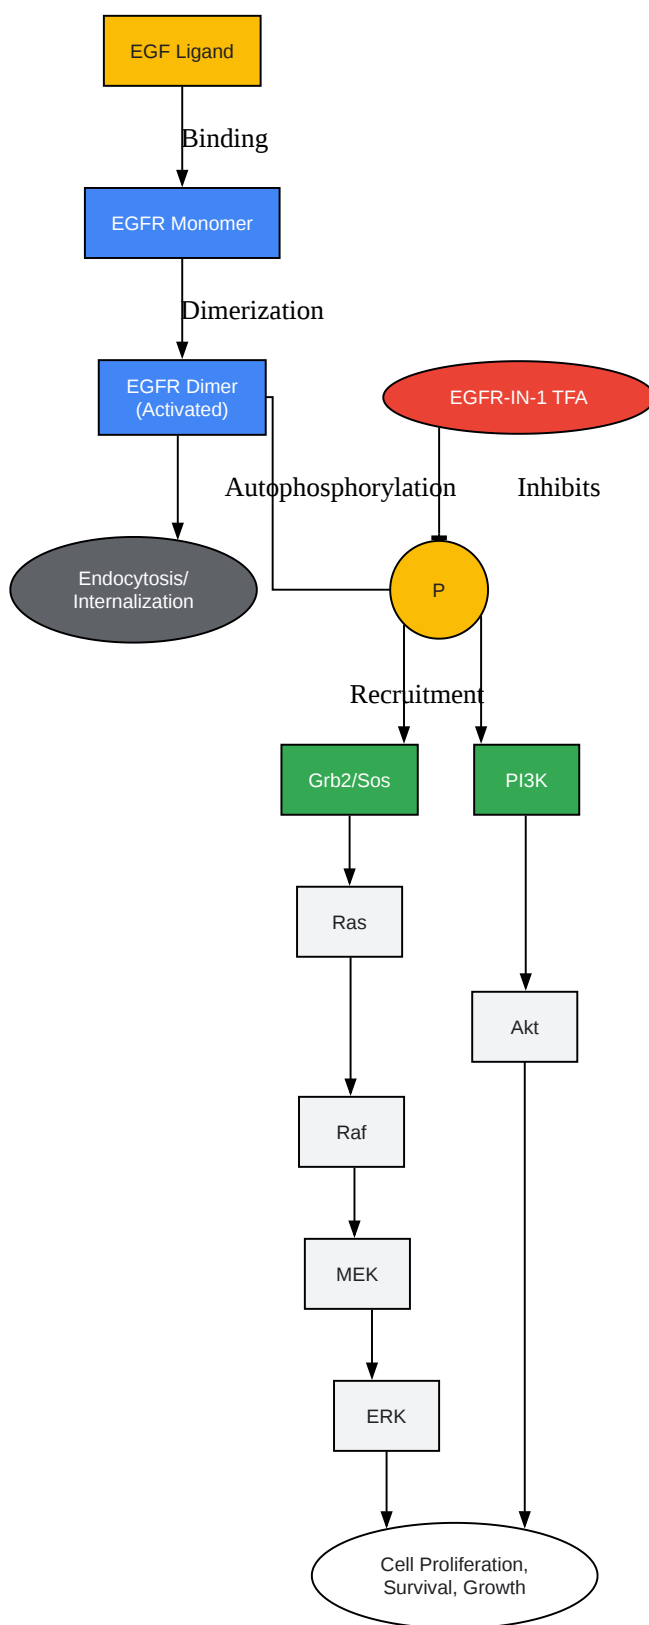 EGF Ligand
Binding
EGFR Monomer
Dimerization
EGFR Dimer
(Activated)
EGFR-IN-1 TFA
Autophosphorylation
Inhibits
Endocytosis/
Internalization
P
Recruitment
Grb2/Sos
PI3K
Ras
Akt
Raf
MEK
ERK
Cell Proliferation,
Survival, Growth